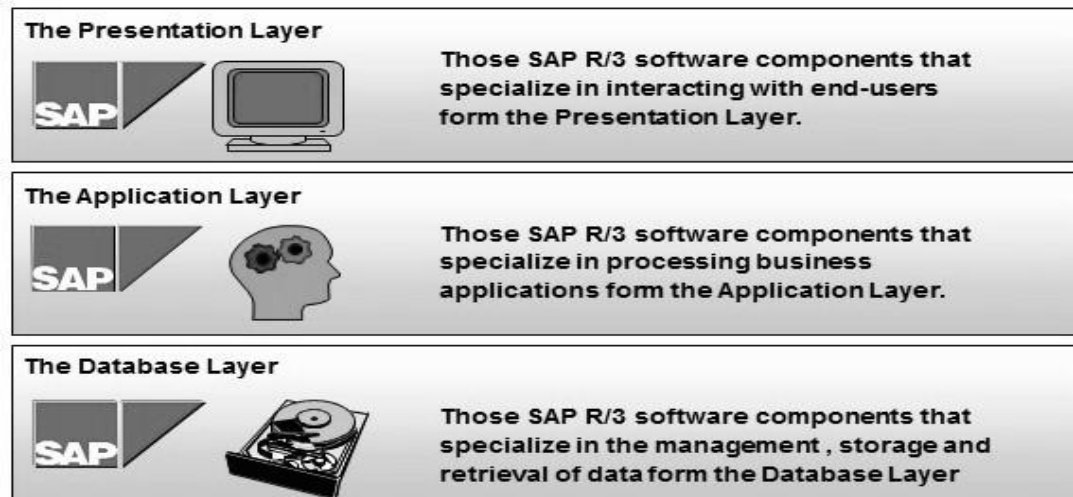 The Presentation Layer
SAP
Those SAP R/3 software components that
specialize in interacting with end-users
form the Presentation Layer.
The Application Layer
SAP
Those SAP R/3 software components that
specialize in processing business
applications form the Application Layer.
The Database Layer
SAP
Those SAP R/3 software components that
specialize in the management , storage and
retrieval of data form the Database Layer